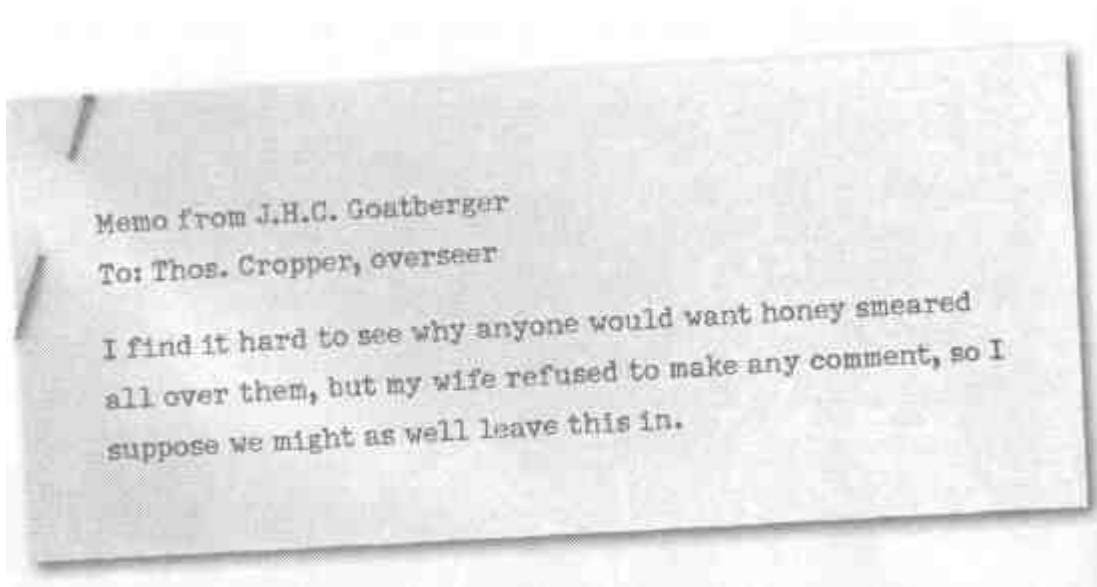 Memo from J.H.C. Goatberger
To: Thos. Cropper, overseer
I find it hard to see why anyone would want honey smeared
all over them, but my wife refused to make any comment, so I
suppose we might as well leave this in.